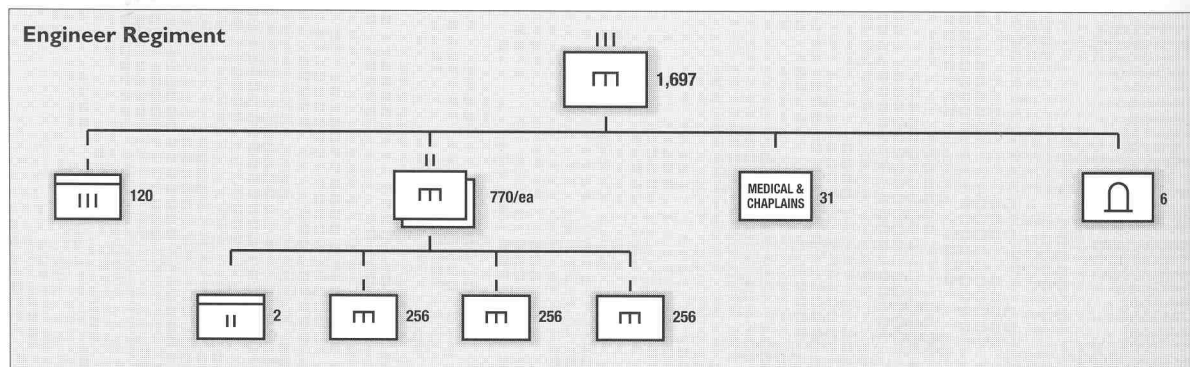 Engineer Regiment
III
1,697
III
120
II
770/ea
MEDICAL &
CHAPLAINS
31
6
II
2
256
256
256